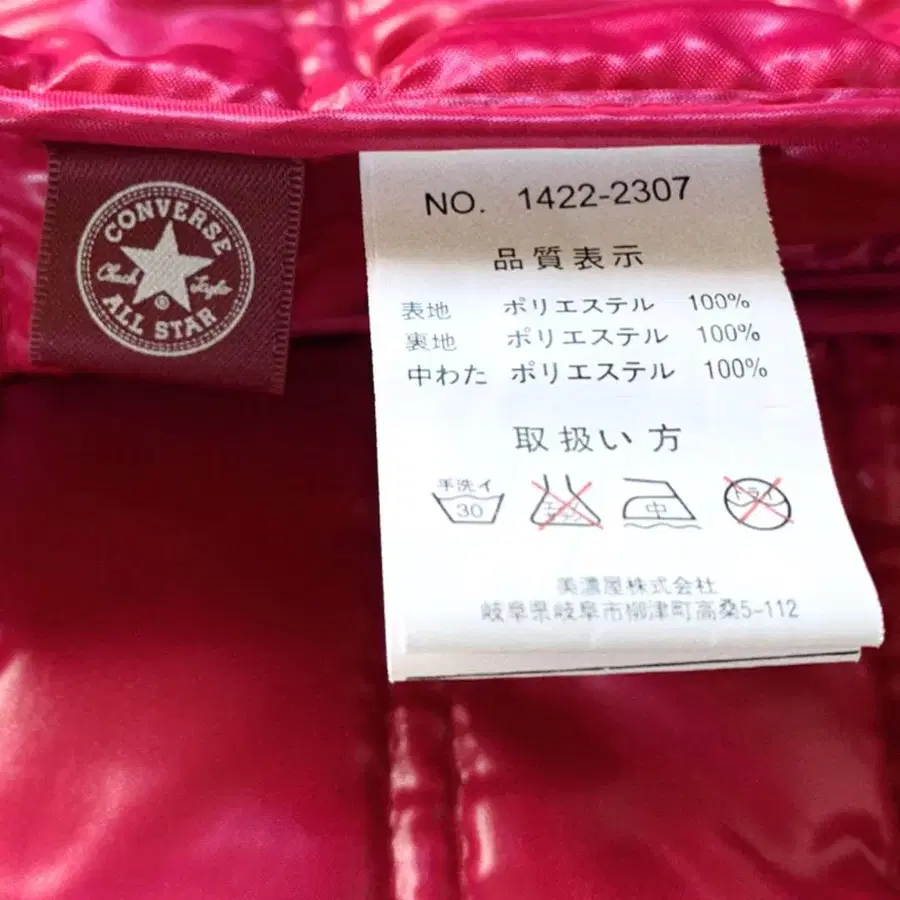 CONVERSE
Chuck Taylor
ALL STAR
®
NO. 1422-2307
品質表示
表地 ポリエステル 100%
裏地 ポリエステル 100%
中わた ポリエステル 100%
取扱い方
手洗イ
30
中
ドライ
美濃屋株式会社
岐阜県岐阜市柳津町高桑5-112